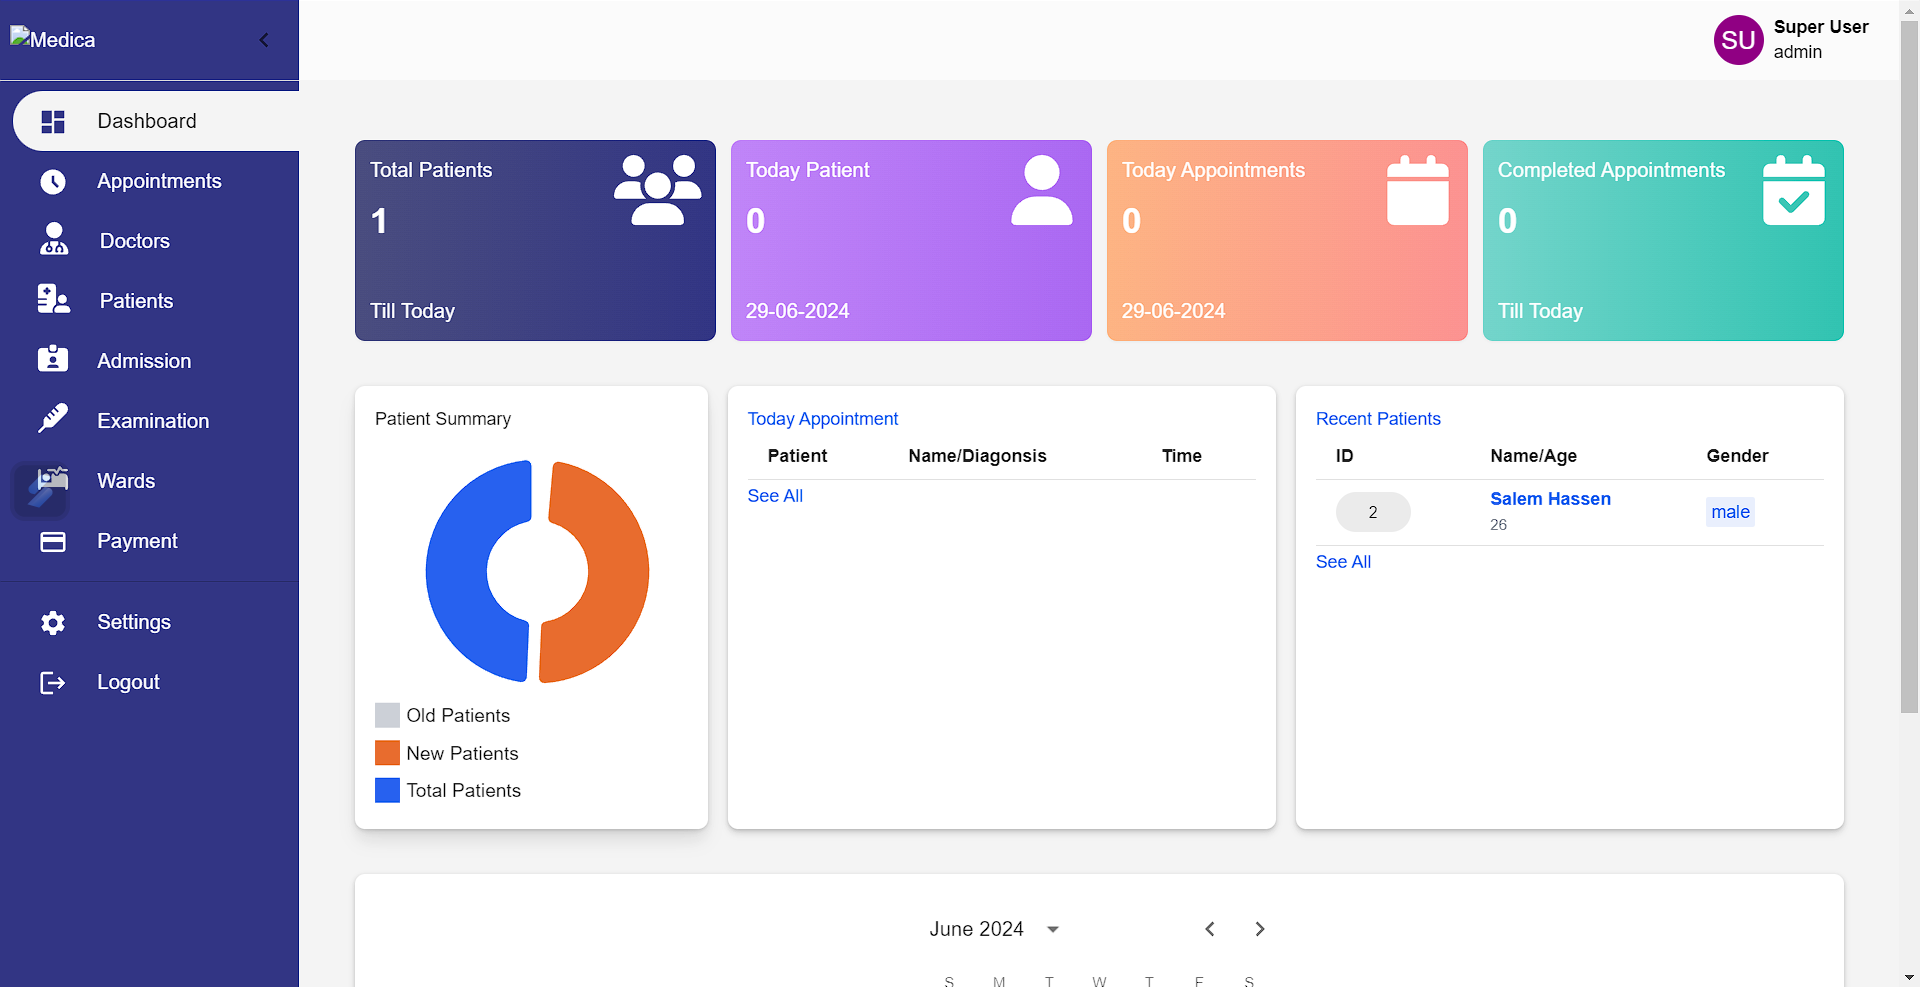 Medica
SU
Super User
admin
Dashboard
Appointments
Doctors
Patients
Admission
Examination
Wards
Payment
Settings
Logout
Total Patients
1
Till Today
Today Patient
0
29-06-2024
Today Appointments
0
29-06-2024
Completed Appointments
0
Till Today
Patient Summary
Old Patients
New Patients
Total Patients
Today Appointment
Patient Name/Diagonsis Time
See All
Recent Patients
ID Name/Age Gender
2 Salem Hassen male
26
See All
June 2024
S M T W T F S